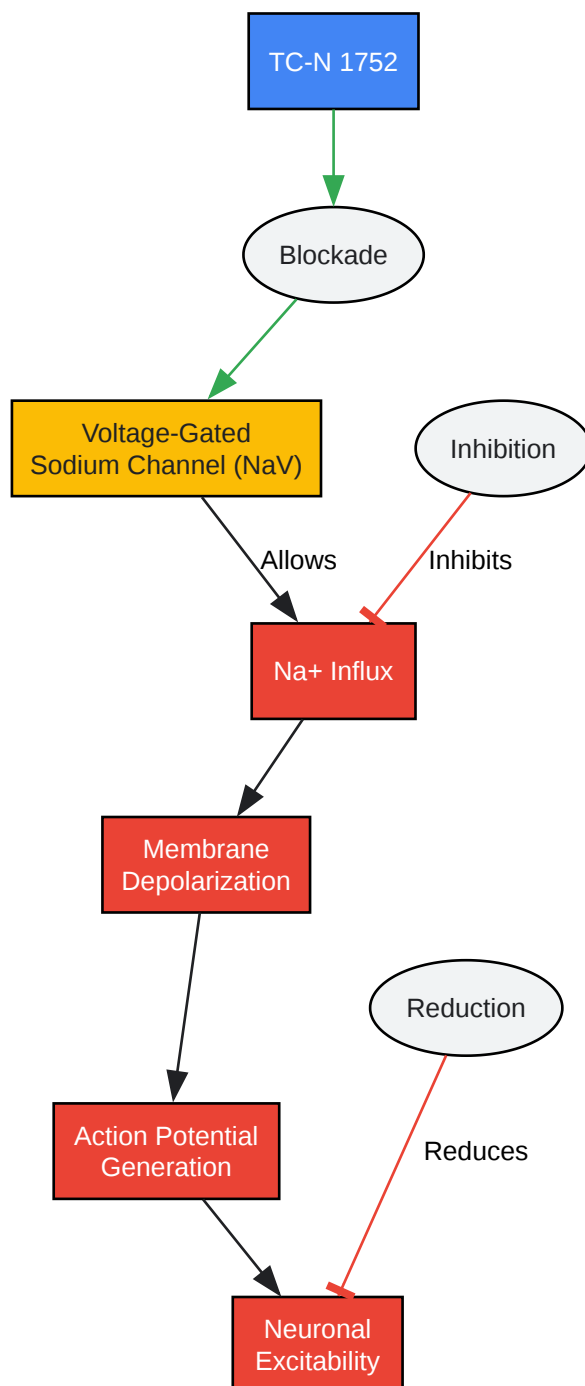 TC-N 1752
Blockade
Voltage-Gated
Sodium Channel (NaV)
Inhibition
Allows
Inhibits
Na+ Influx
Membrane
Depolarization
Reduction
Action Potential
Generation
Reduces
Neuronal
Excitability